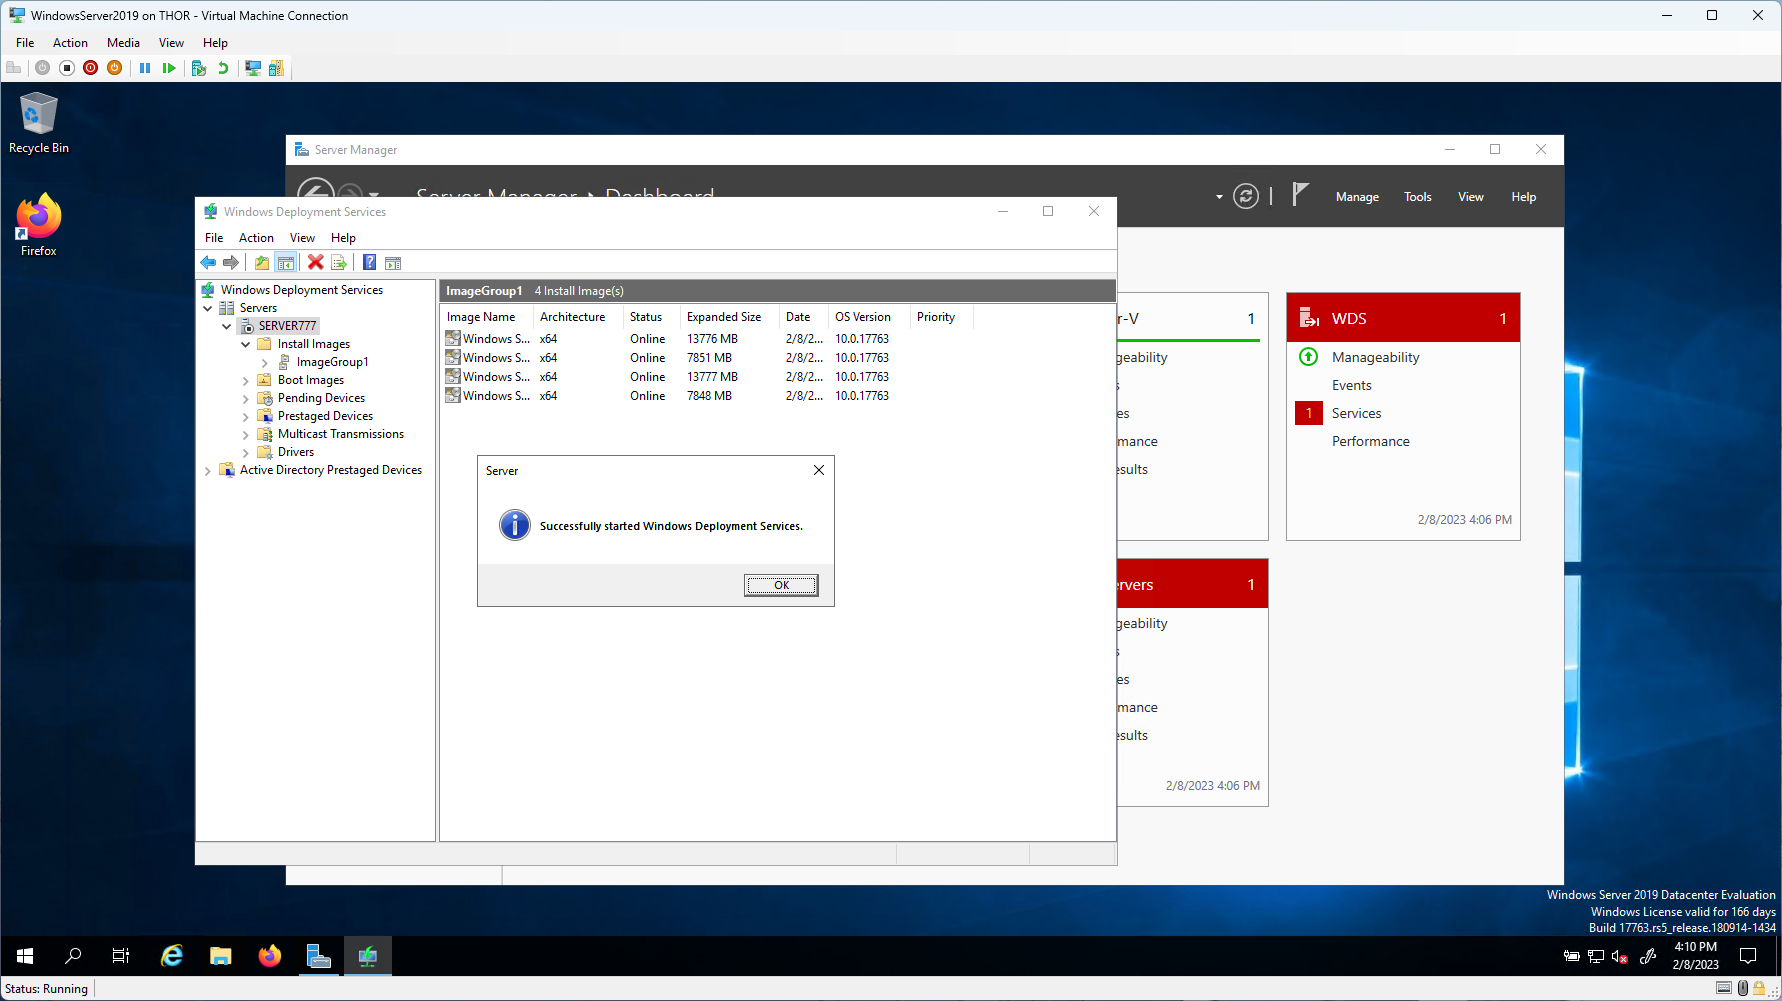 WindowsServer2019 on THOR - Virtual Machine Connection
File Action Media View Help
Recycle Bin
Firefox
Server Manager
Server Manager • Dashboard
Manage Tools View Help
Windows Deployment Services
File Action View Help
Windows Deployment Services
Servers
SERVER777
Install Images
ImageGroup1
Boot Images
Pending Devices
Prestaged Devices
Multicast Transmissions
Drivers
Active Directory Prestaged Devices
ImageGroup1 4 Install Image(s)
Image Name Architecture Status Expanded Size Date OS Version Priority
Windows S... x64 Online 13776 MB 2/8/2... 10.0.17763
Windows S... x64 Online 7851 MB 2/8/2... 10.0.17763
Windows S... x64 Online 13777 MB 2/8/2... 10.0.17763
Windows S... x64 Online 7848 MB 2/8/2... 10.0.17763
Server
Successfully started Windows Deployment Services.
OK
r-V 1
geability
s
es
mance
esults
WDS 1
Manageability
Events
1 Services
Performance
2/8/2023 4:06 PM
ervers 1
geability
s
es
mance
esults
2/8/2023 4:06 PM
Windows Server 2019 Datacenter Evaluation
Windows License valid for 166 days
Build 17763.rs5_release.180914-1434
4:10 PM
2/8/2023
Status: Running